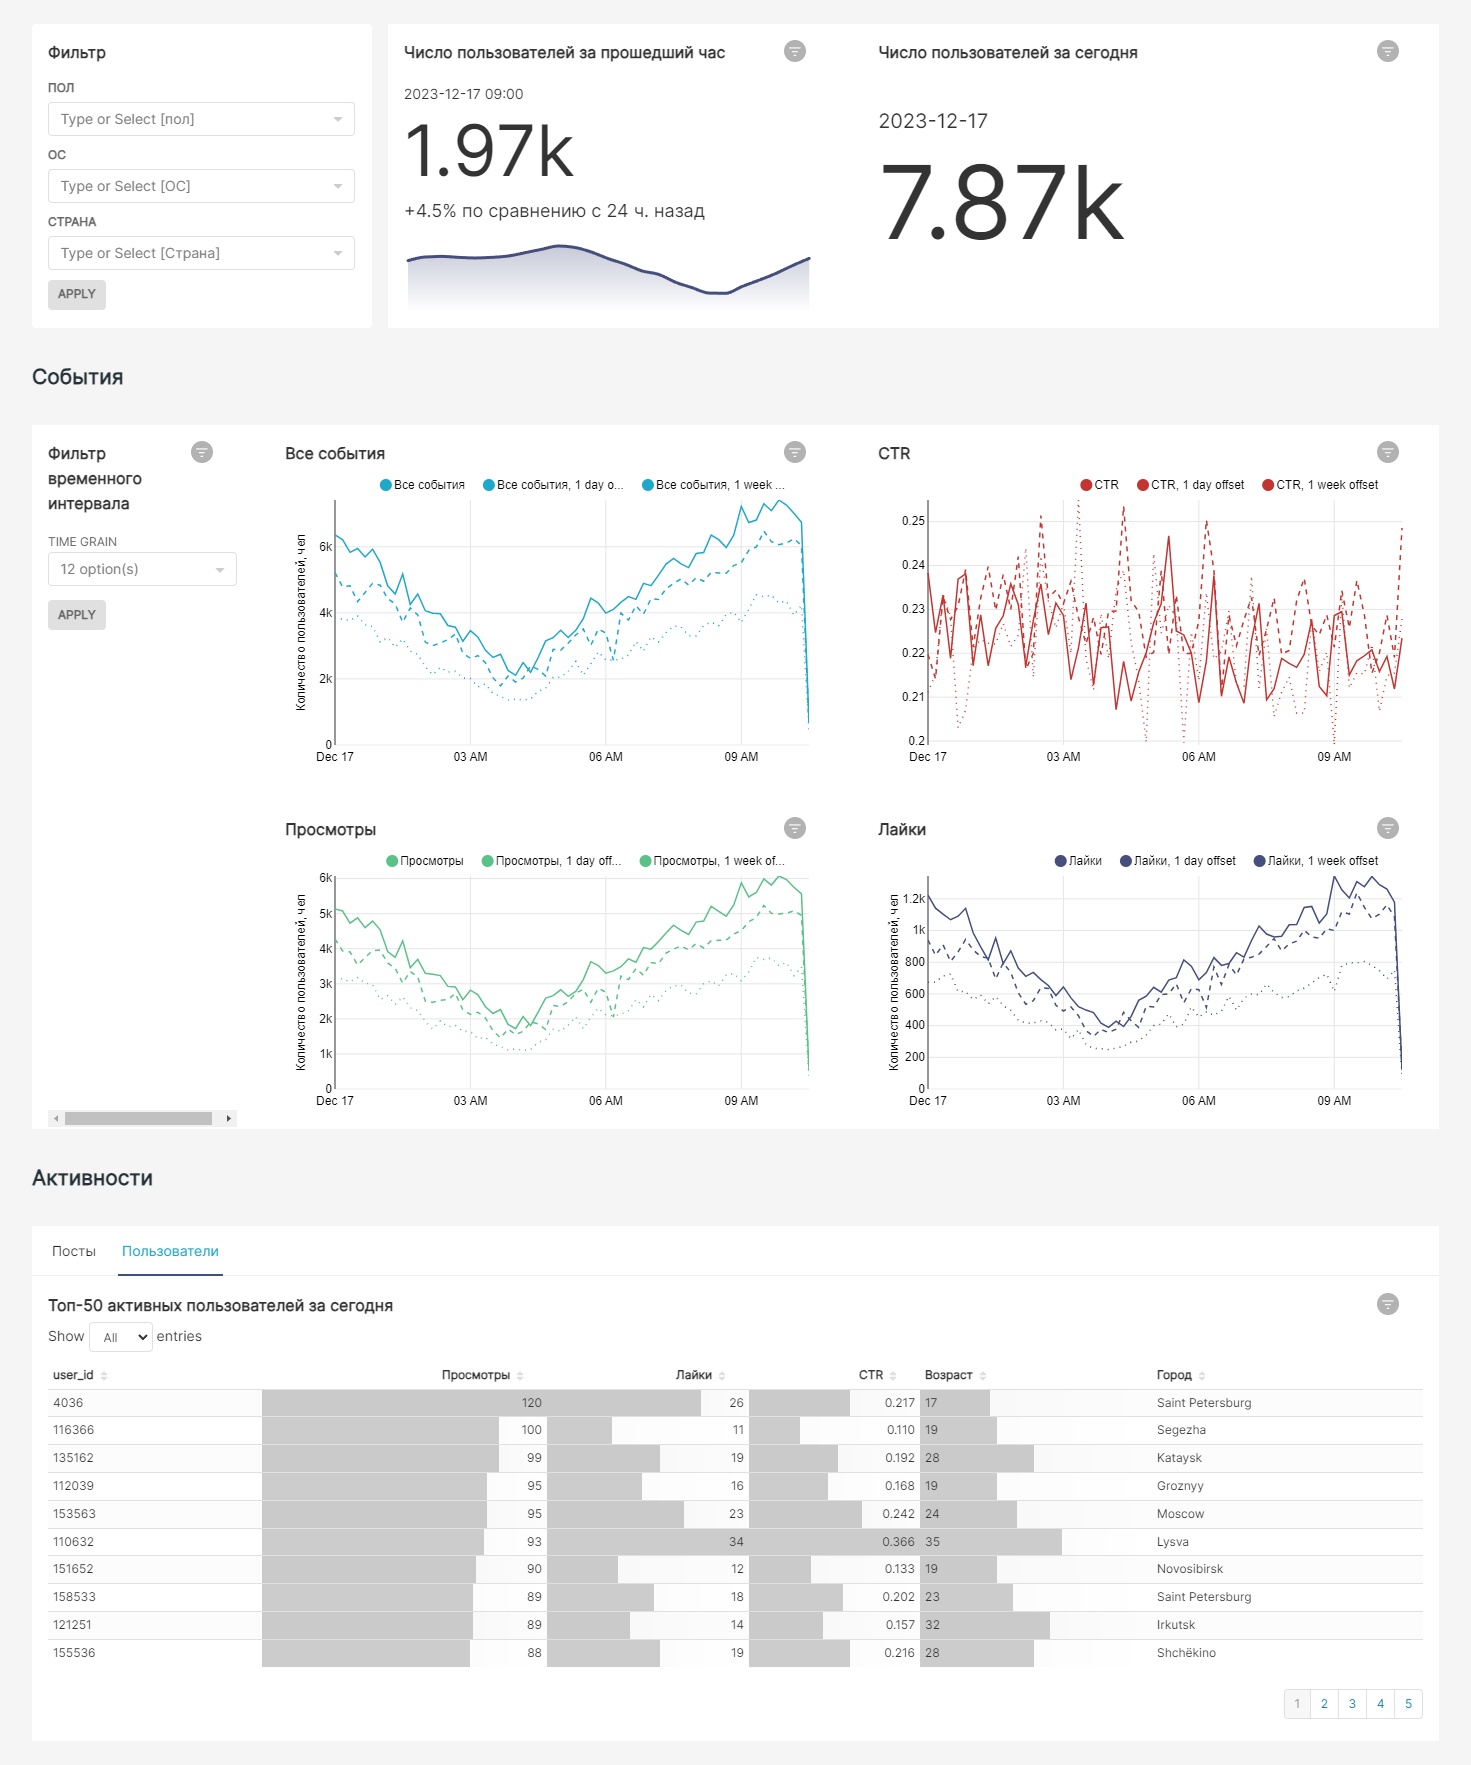 Фильтр
ПОЛ
Type or Select [пол]
ОС
Type or Select [ОС]
СТРАНА
Type or Select [Страна]
APPLY
Число пользователей за прошедший час
2023-12-17 09:00
1.97k
+4.5% по сравнению с 24 ч. назад
Число пользователей за сегодня
2023-12-17
7.87k
События
Фильтр
временного
интервала
TIME GRAIN
12 option(s)
APPLY
Все события
Все события Все события, 1 day o... Все события, 1 week ...
Количество пользователей, чел
6k
4k
2k
0
Dec 17 03 AM 06 AM 09 AM
CTR
CTR CTR, 1 day offset CTR, 1 week offset
0.25
0.24
0.23
0.22
0.21
0.2
Dec 17 03 AM 06 AM 09 AM
Просмотры
Просмотры Просмотры, 1 day off... Просмотры, 1 week of...
Количество пользователей, чел
6k
5k
4k
3k
2k
1k
0
Dec 17 03 AM 06 AM 09 AM
Лайки
Лайки Лайки, 1 day offset Лайки, 1 week offset
Количество пользователей, чел
1.2k
1k
800
600
400
200
0
Dec 17 03 AM 06 AM 09 AM
Активности
Посты Пользователи
Топ-50 активных пользователей за сегодня
Show All entries
user_id Просмотры Лайки CTR Возраст Город
4036 120 26 0.217 17 Saint Petersburg
116366 100 11 0.110 19 Segezha
135162 99 19 0.192 28 Kataysk
112039 95 16 0.168 19 Groznyy
153563 95 23 0.242 24 Moscow
110632 93 34 0.366 35 Lysva
151652 90 12 0.133 19 Novosibirsk
158533 89 18 0.202 23 Saint Petersburg
121251 89 14 0.157 32 Irkutsk
155536 88 19 0.216 28 Shchëkino
1 2 3 4 5